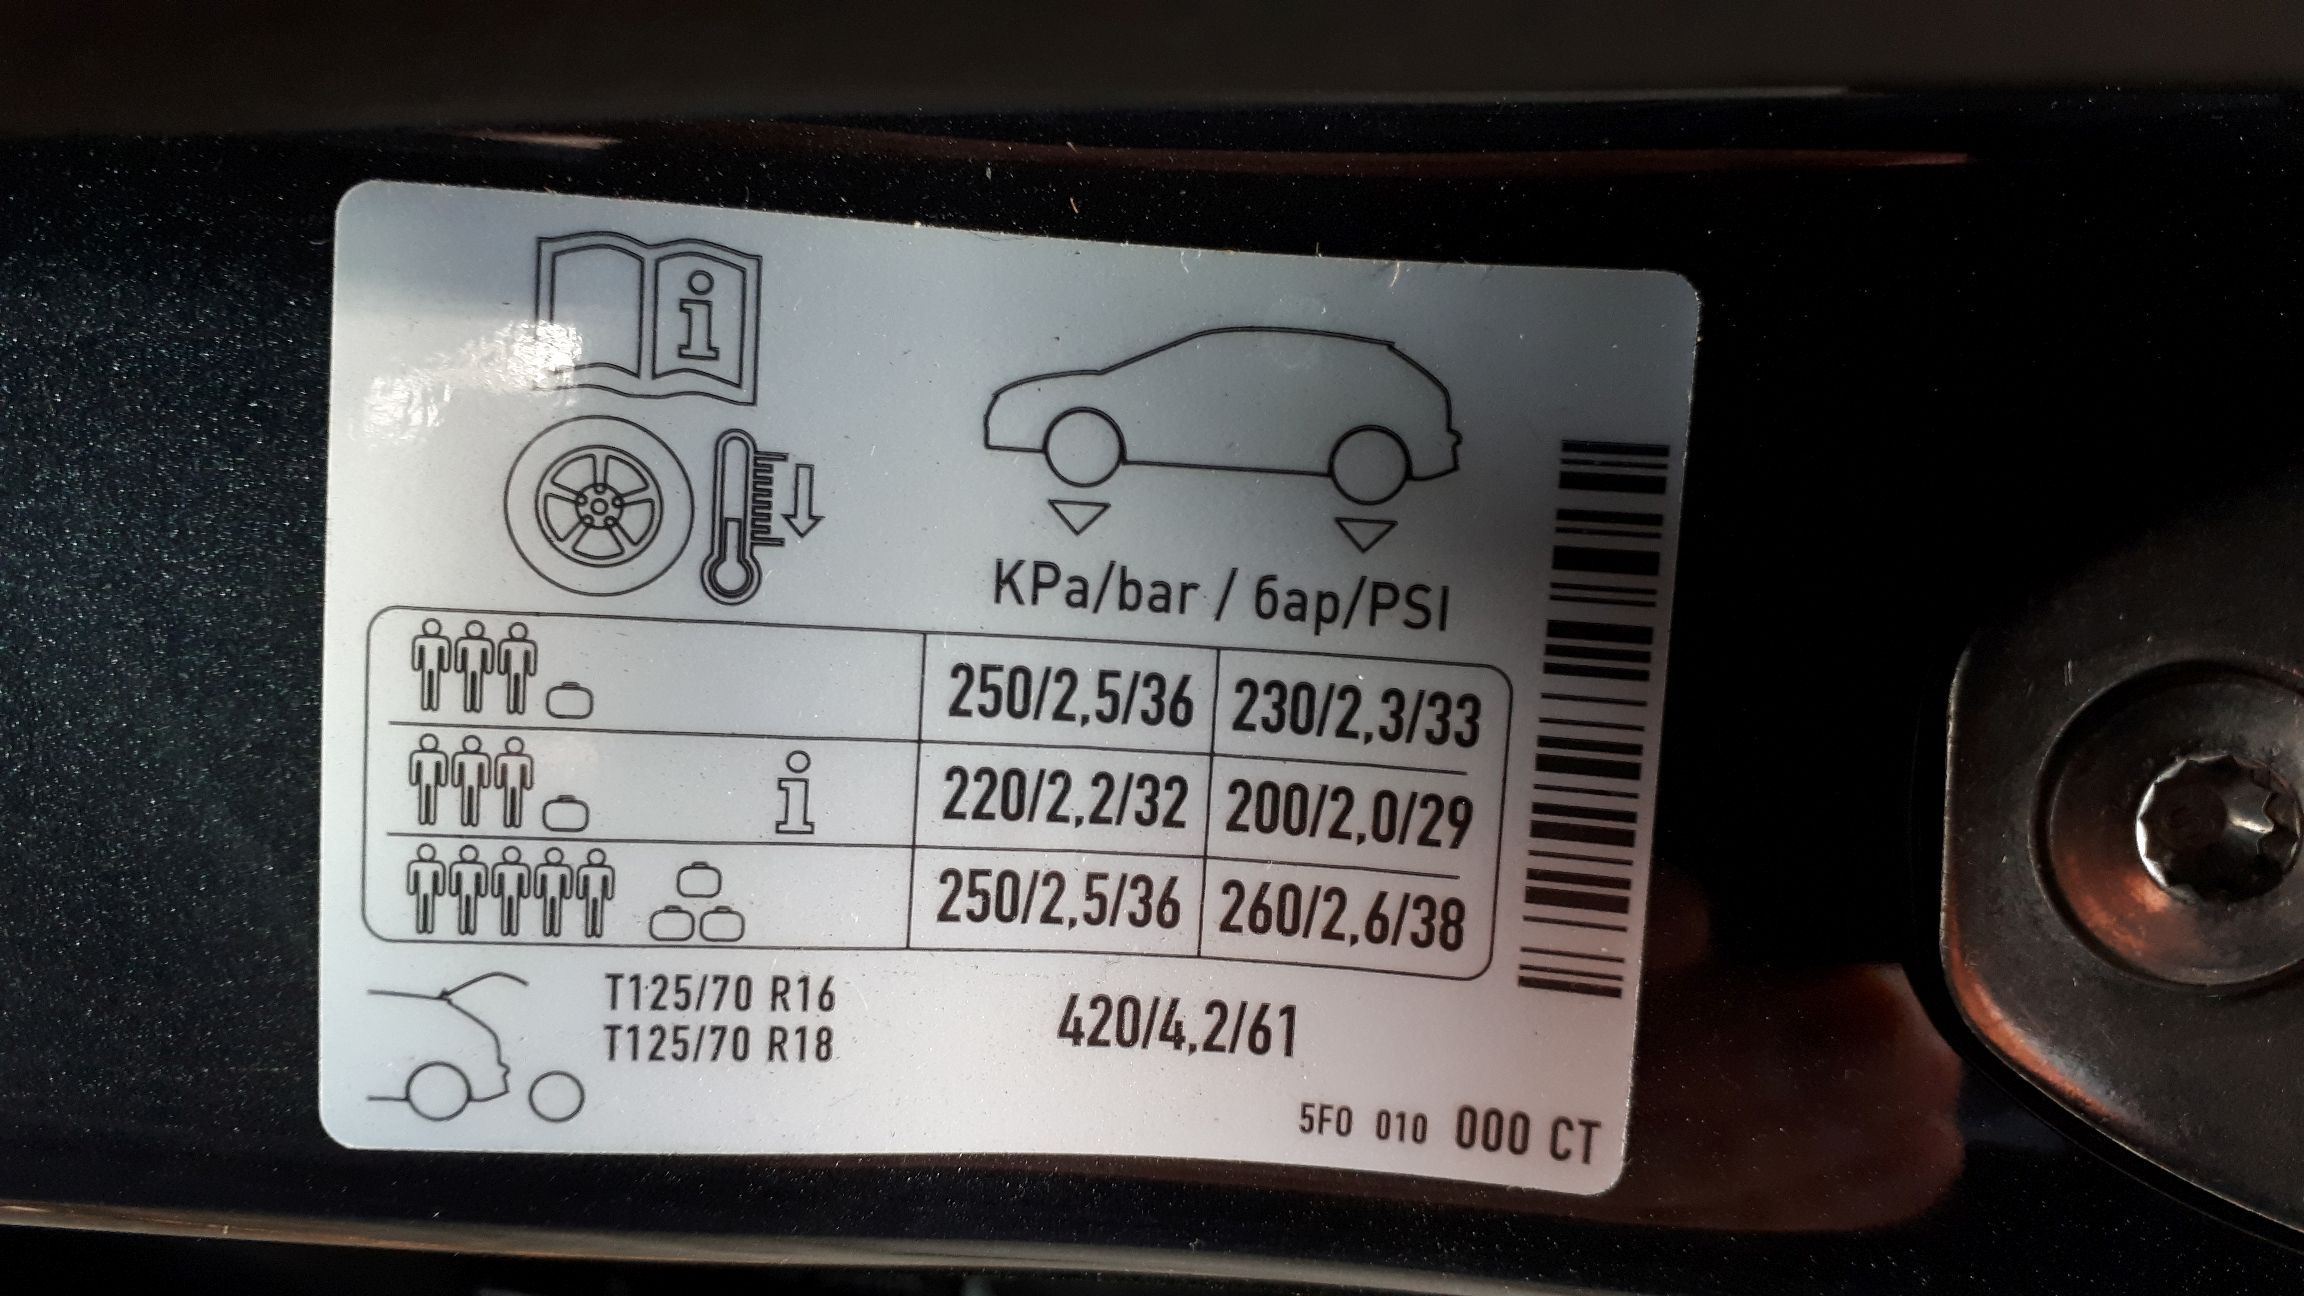 KPa/bar / бар/PSI
250/2,5/36 230/2,3/33
i 220/2,2/32 200/2,0/29
250/2,5/36 260/2,6/38
T125/70 R16
T125/70 R18
420/4,2/61
5F0 010 000 CT